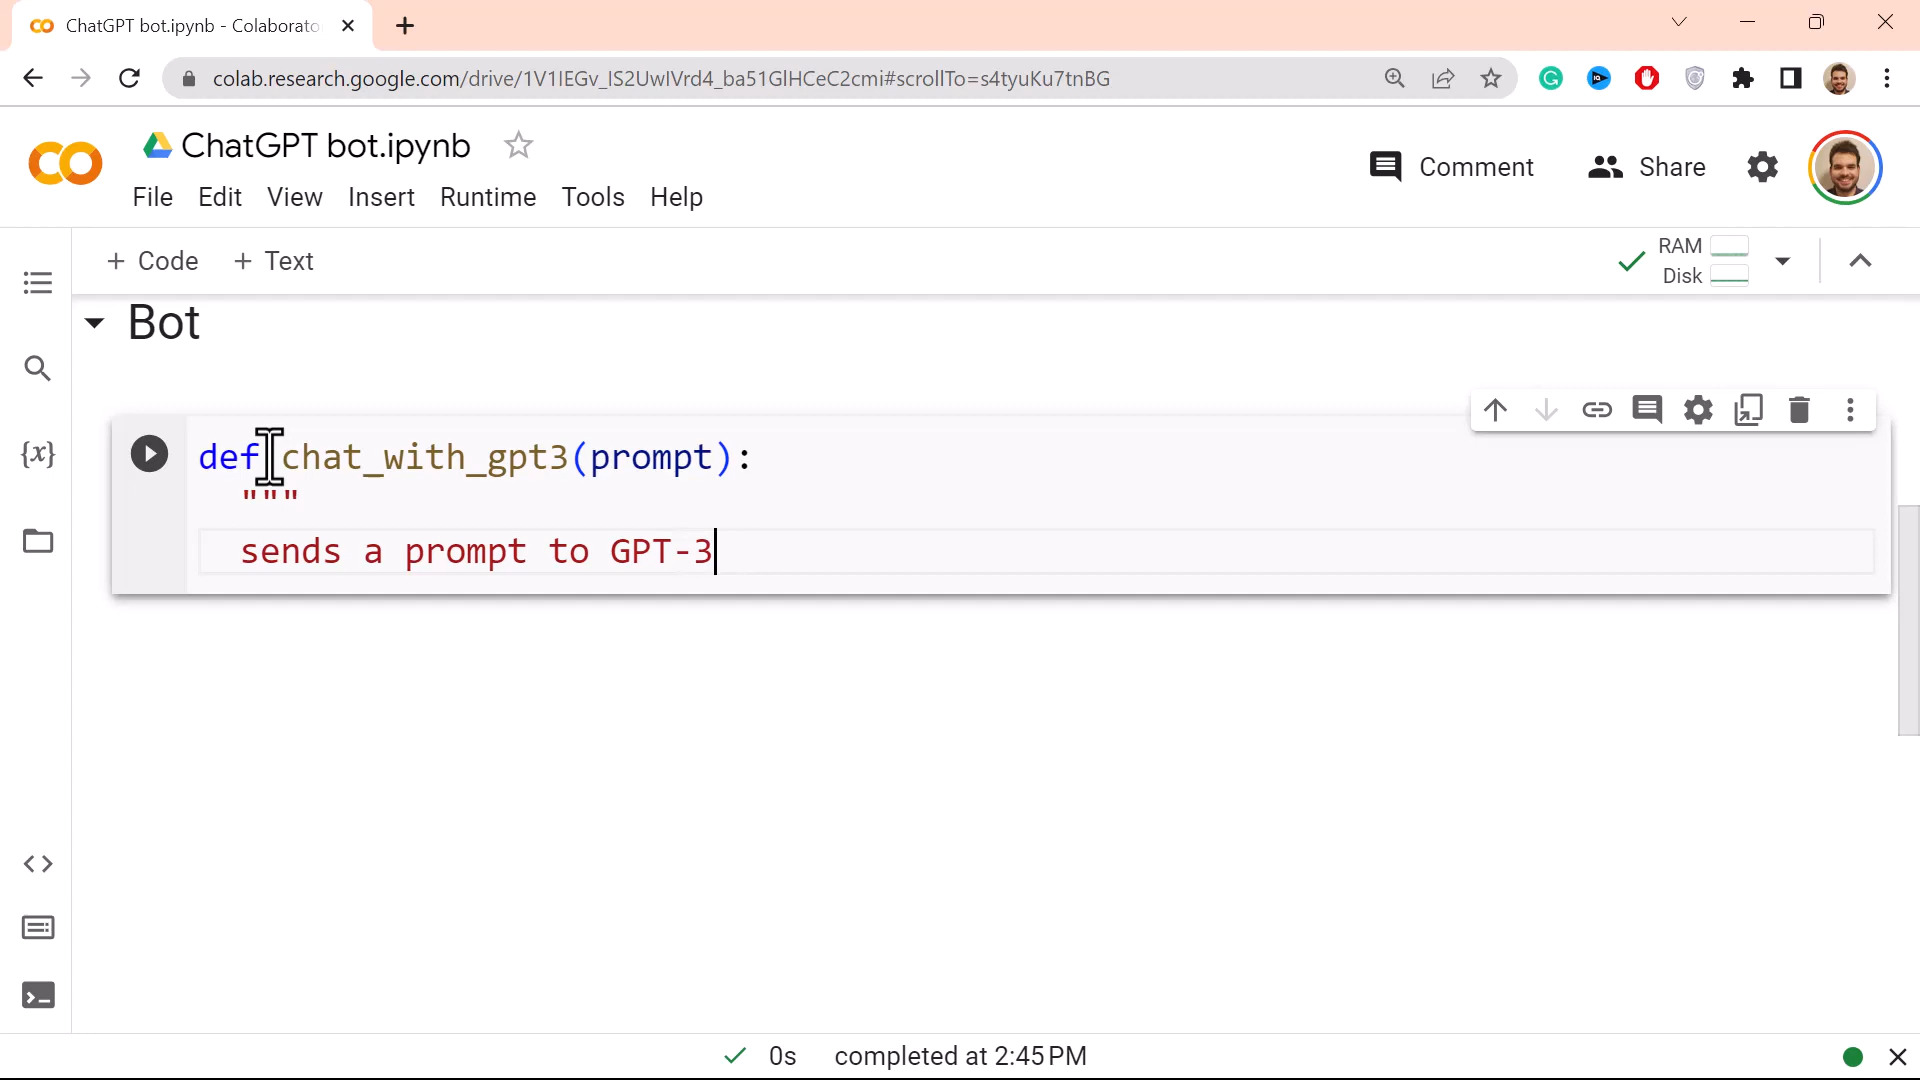 ChatGPT bot.ipynb - Colaborato
colab.research.google.com/drive/1V1IEGv_IS2UwIVrd4_ba51GlHCeC2cmi#scrollTo=s4tyuKu7tnBG
ChatGPT bot.ipynb
Comment
Share
File Edit View Insert Runtime Tools Help
+ Code + Text
RAM
Disk
Bot
{x}
def chat_with_gpt3(prompt):
"""
sends a prompt to GPT-3
0s completed at 2:45 PM